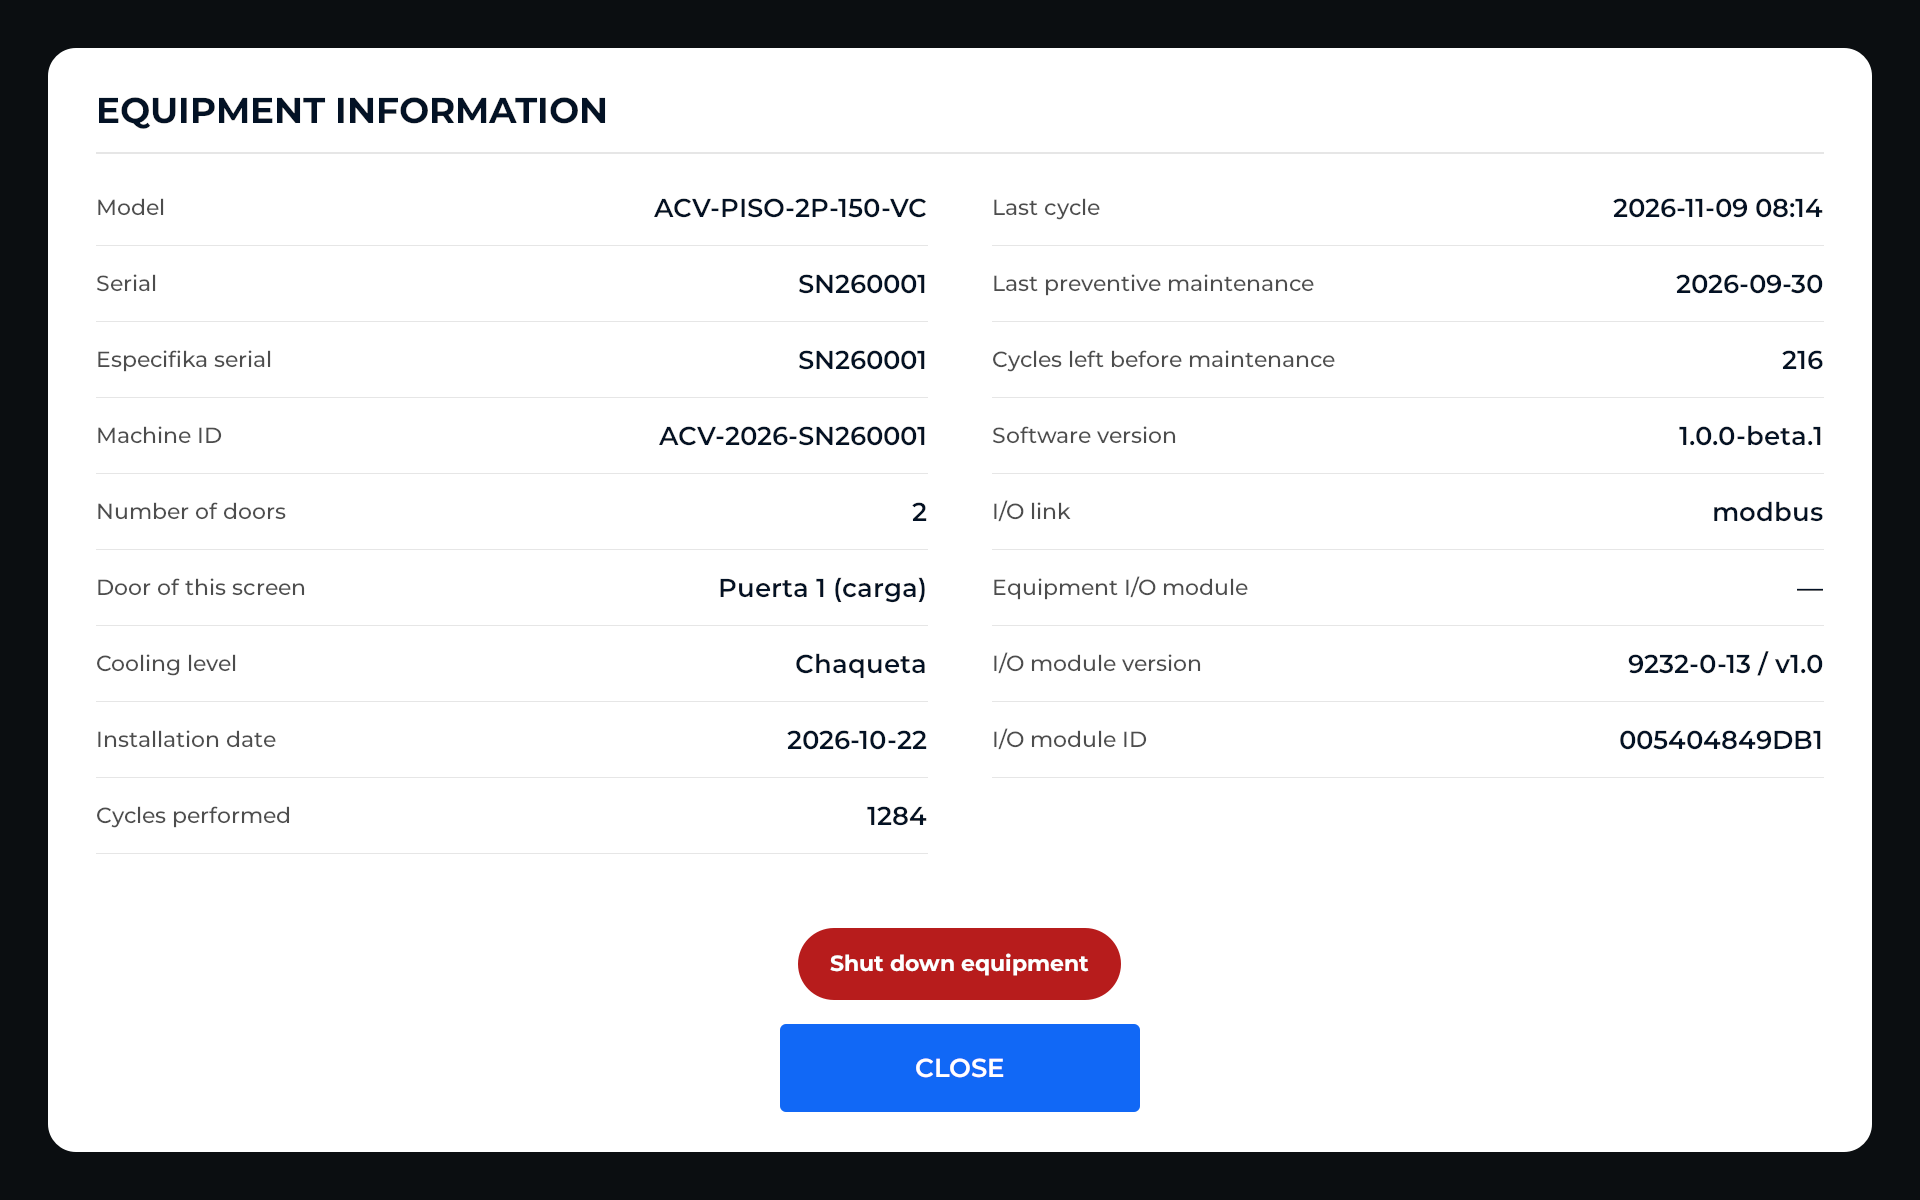 EQUIPMENT INFORMATION
Model ACV-PISO-2P-150-VC
Serial SN260001
Especifika serial SN260001
Machine ID ACV-2026-SN260001
Number of doors 2
Door of this screen Puerta 1 (carga)
Cooling level Chaqueta
Installation date 2026-10-22
Cycles performed 1284
Last cycle 2026-11-09 08:14
Last preventive maintenance 2026-09-30
Cycles left before maintenance 216
Software version 1.0.0-beta.1
I/O link modbus
Equipment I/O module —
I/O module version 9232-0-13 / v1.0
I/O module ID 005404849DB1
Shut down equipment
CLOSE